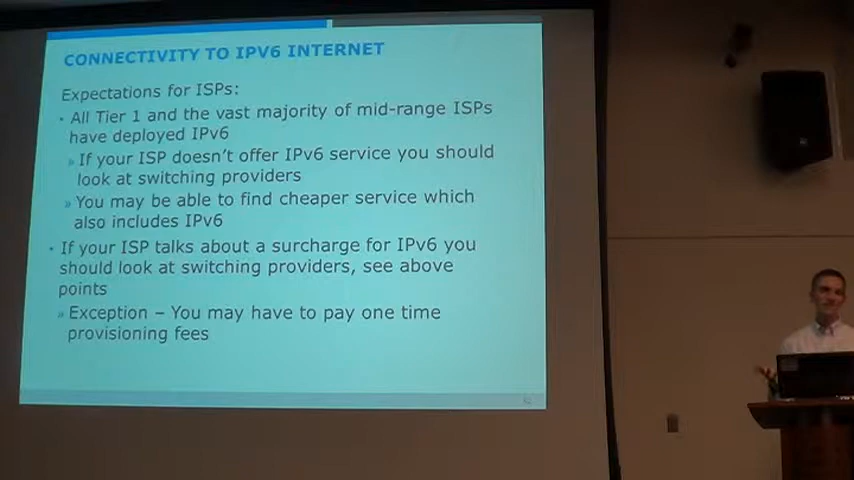 CONNECTIVITY TO IPV6 INTERNET
Expectations for ISPs:
• All Tier 1 and the vast majority of mid-range ISPs
have deployed IPv6
» If your ISP doesn't offer IPv6 service you should
look at switching providers
» You may be able to find cheaper service which
also includes IPv6
• If your ISP talks about a surcharge for IPv6 you
should look at switching providers, see above
points
» Exception – You may have to pay one time
provisioning fees